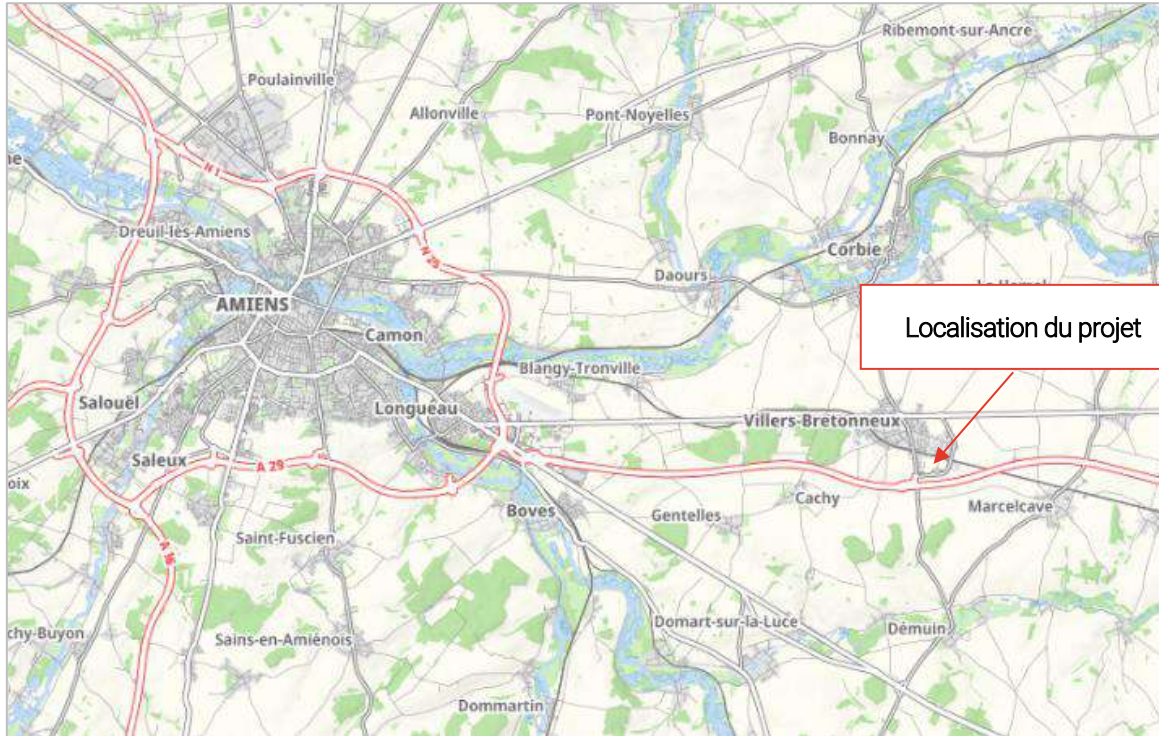 Ribemont-sur-Ancre
Poulainville
Allonville
Pont-Noyelles
Bonnay
N 1
Dreuil-lès-Amiens
N 25
Corbie
Daours
AMIENS
Camon
Localisation du projet
Blangy-Tronville
Salouël
Longueau
Villers-Bretonneux
Saleux
A 29
Cachy
Marcelcave
Boves
Gentelles
Saint-Fuscien
A 16
Domart-sur-la-Luce
Démuin
chy-Buyon
Sains-en-Amiénois
Dommartin